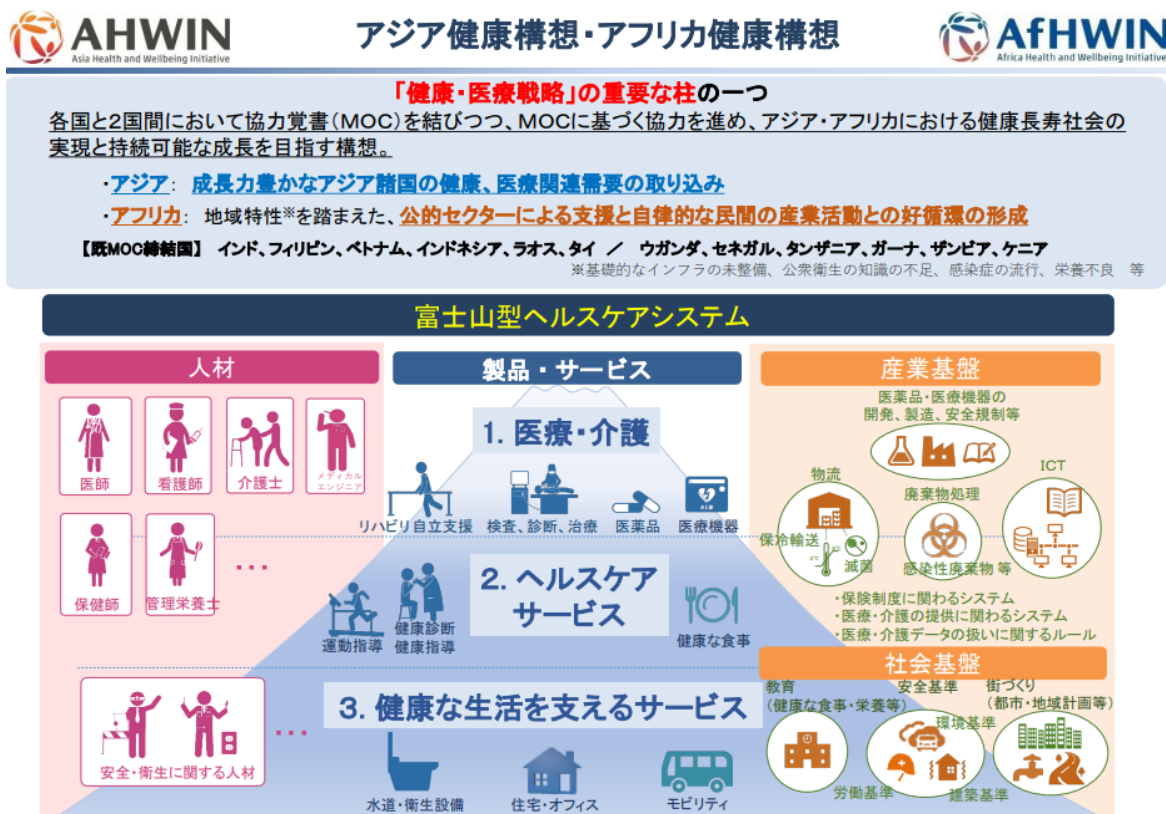 AHWIN
Asia Health and Wellbeing Initiative
アジア健康構想・アフリカ健康構想
AfHWIN
Africa Health and Wellbeing Initiative
「健康・医療戦略」の重要な柱の一つ
各国と2国間において協力覚書(MOC)を結びつつ、MOCに基づく協力を進め、アジア・アフリカにおける健康長寿社会の
実現と持続可能な成長を目指す構想。
・アジア: 成長力豊かなアジア諸国の健康、医療関連需要の取り込み
・アフリカ: 地域特性※を踏まえた、公的セクターによる支援と自律的な民間の産業活動との好循環の形成
【既MOC締結国】 インド、フィリピン、ベトナム、インドネシア、ラオス、タイ / ウガンダ、セネガル、タンザニア、ガーナ、ザンビア、ケニア
※基礎的なインフラの未整備、公衆衛生の知識の不足、感染症の流行、栄養不良 等
富士山型ヘルスケアシステム
人材
医師
看護師
介護士
メディカル
エンジニア
保健師
管理栄養士
・・・
安全・衛生に関する人材
・・・
製品・サービス
1. 医療・介護
リハビリ自立支援
検査、診断、治療
医薬品
AED
医療機器
2. ヘルスケア
サービス
運動指導
健康診断
健康指導
健康な食事
3. 健康な生活を支えるサービス
水道・衛生設備
住宅・オフィス
モビリティ
産業基盤
医薬品・医療機器の
開発、製造、安全規制等
物流
保冷輸送
滅菌
廃棄物処理
感染性廃棄物 等
ICT
・保険制度に関わるシステム
・医療・介護の提供に関わるシステム
・医療・介護データの扱いに関するルール
社会基盤
教育
(健康な食事・栄養等)
安全基準
環境基準
労働基準
建築基準
街づくり
(都市・地域計画等)